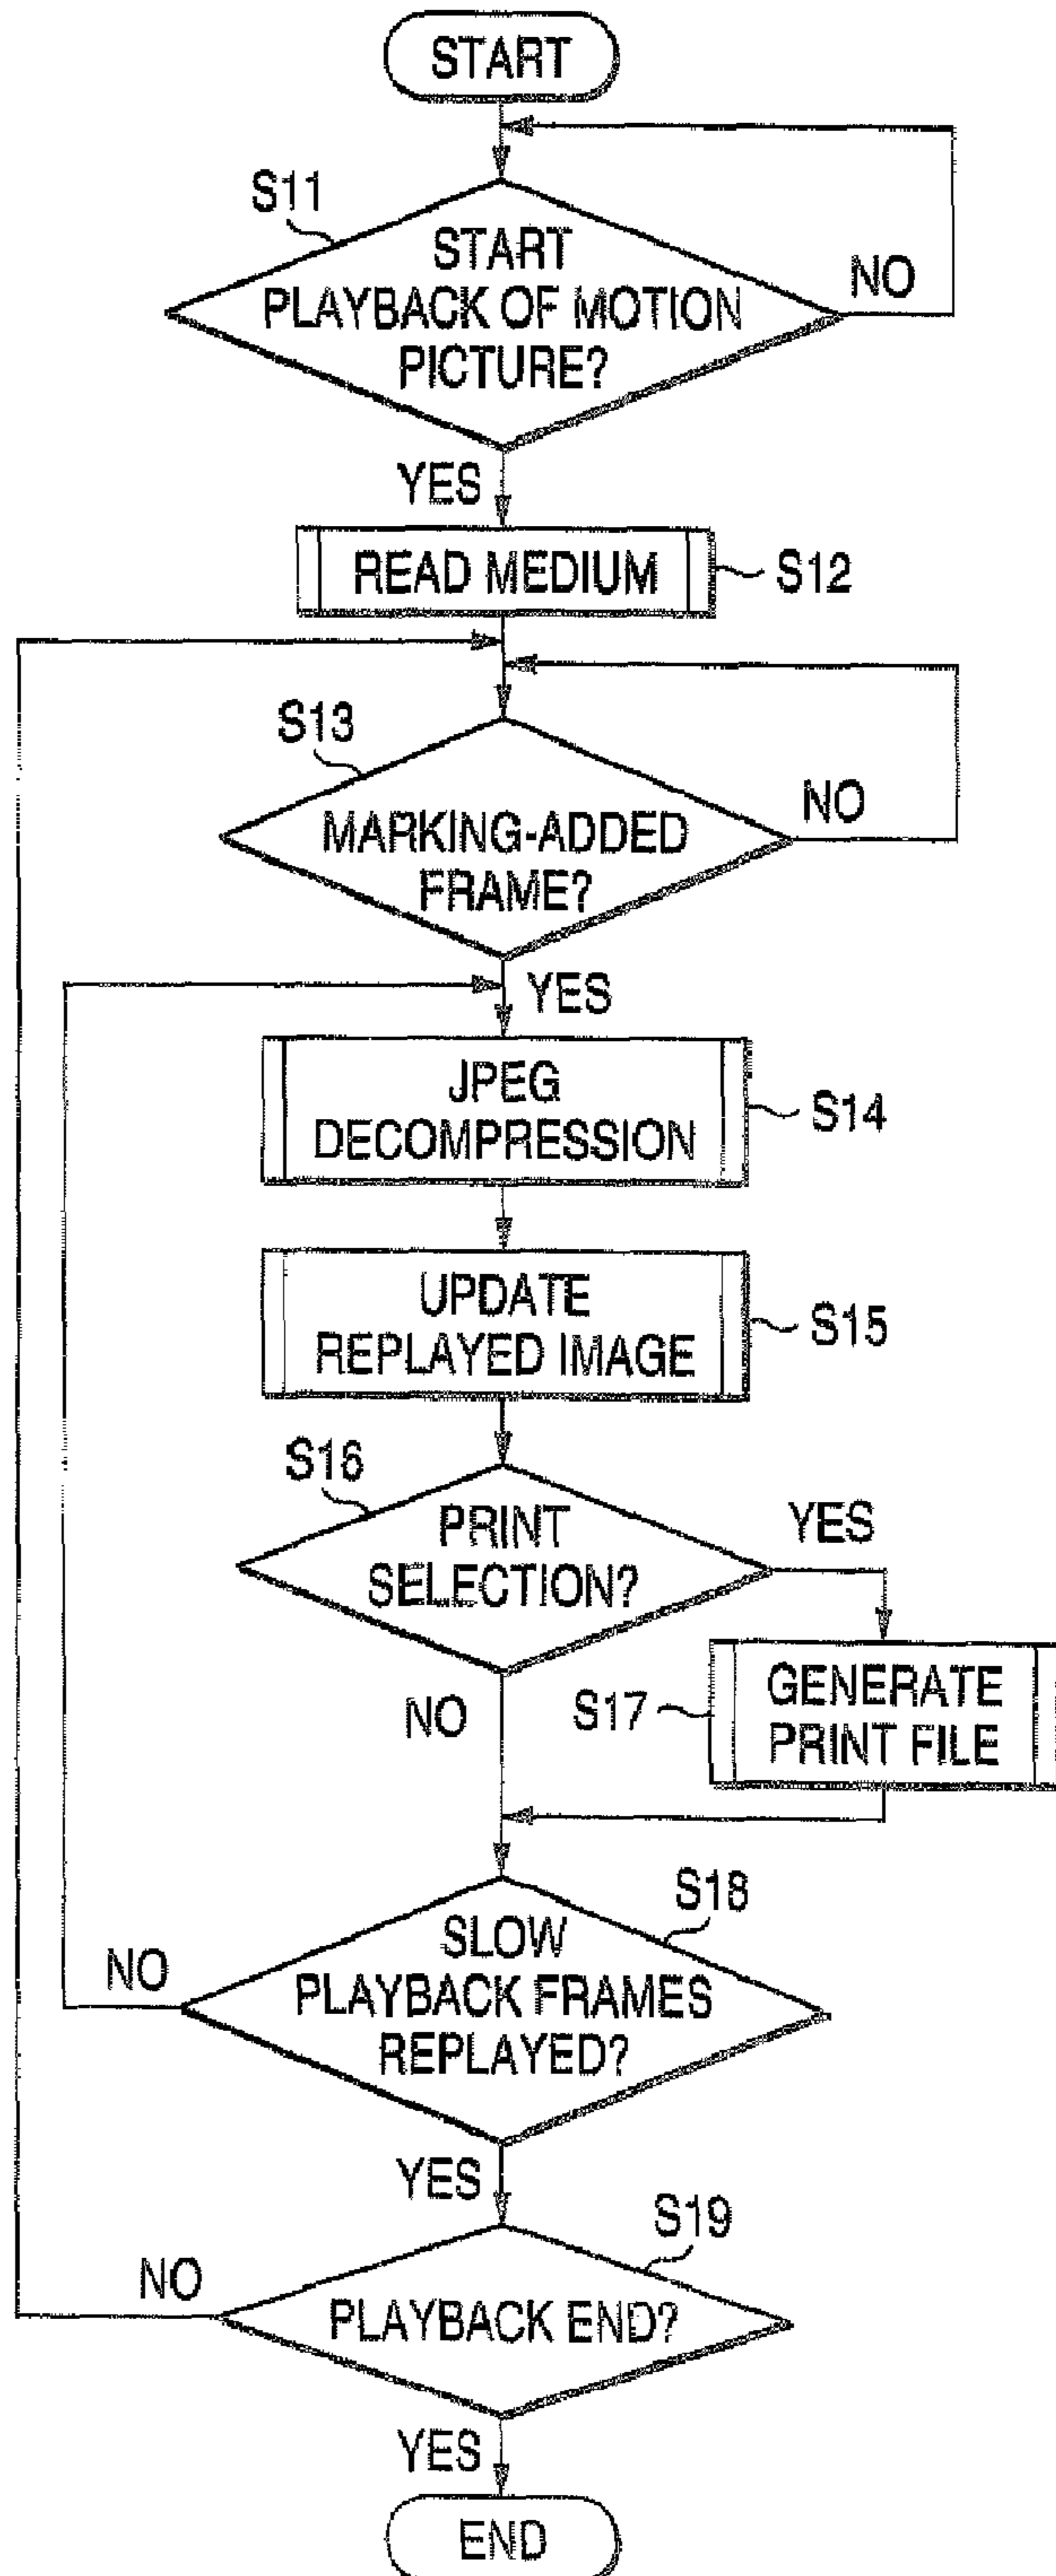 START
S11
START
PLAYBACK OF MOTION
PICTURE?
NO
YES
READ MEDIUM
S12
S13
MARKING-ADDED
FRAME?
NO
YES
JPEG
DECOMPRESSION
S14
UPDATE
REPLAYED IMAGE
S15
S16
PRINT
SELECTION?
YES
NO
S17
GENERATE
PRINT FILE
S18
SLOW
PLAYBACK FRAMES
REPLAYED?
NO
YES
S19
NO
PLAYBACK END?
YES
END